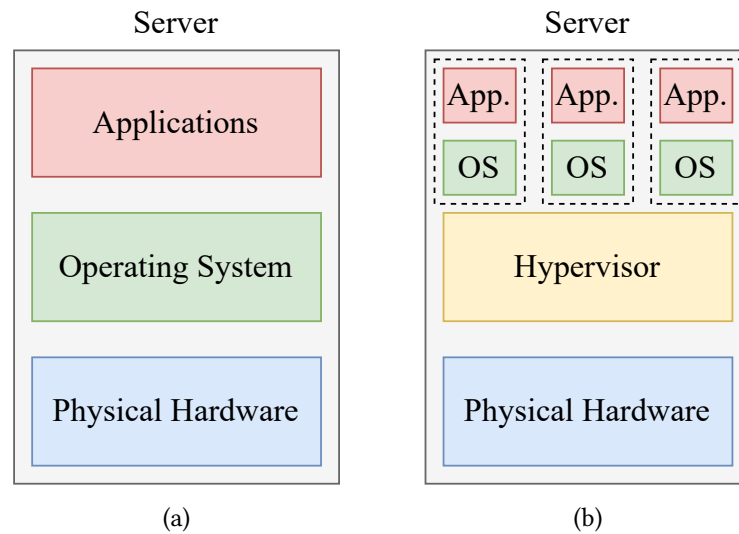 Server
Applications
Operating System
Physical Hardware
(a)
Server
App. App. App.
OS OS OS
Hypervisor
Physical Hardware
(b)